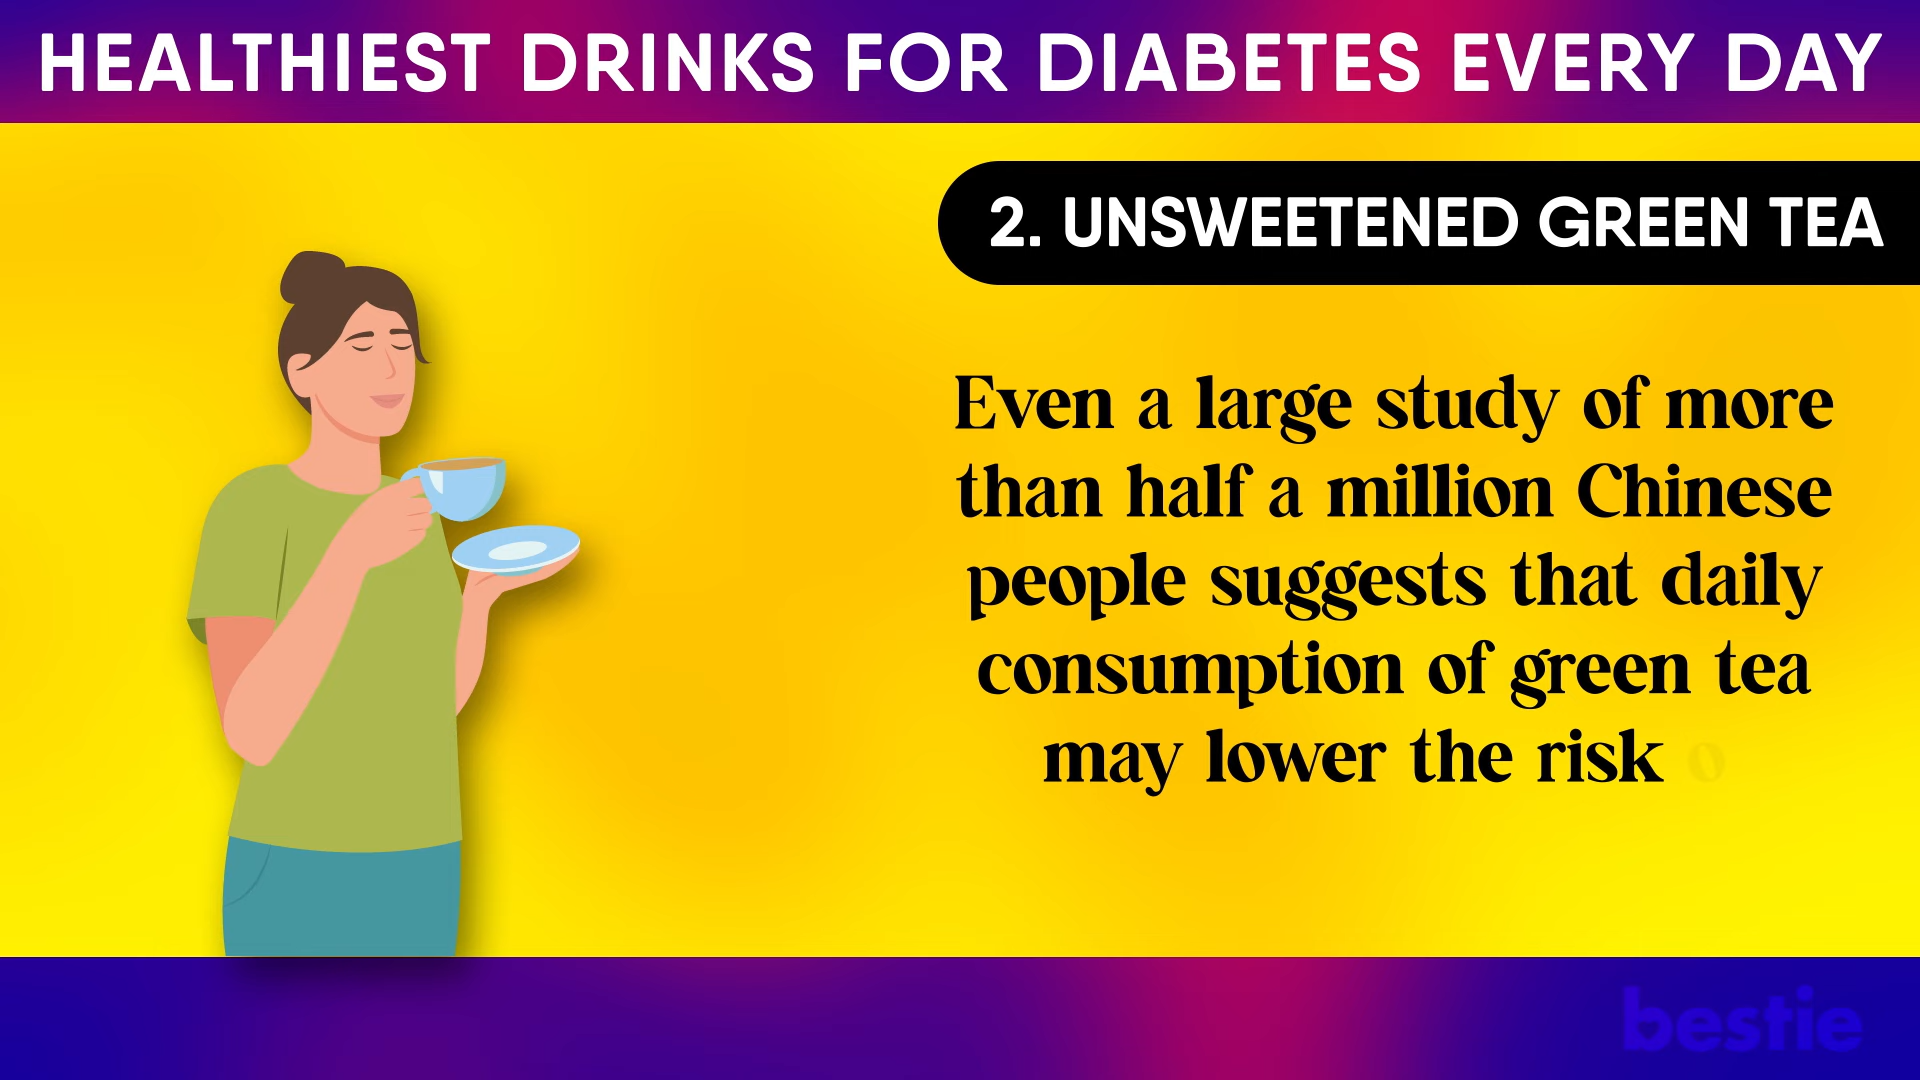 HEALTHIEST DRINKS FOR DIABETES EVERY DAY
2. UNSWEETENED GREEN TEA
Even a large study of more
than half a million Chinese
people suggests that daily
consumption of green tea
may lower the risk o
bestie